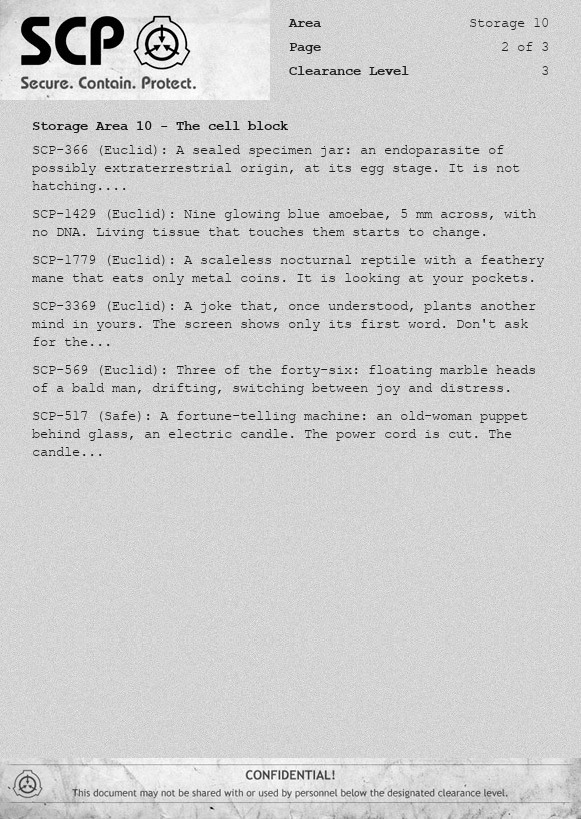 SCP
Secure. Contain. Protect.
Area Storage 10
Page 2 of 3
Clearance Level 3
Storage Area 10 - The cell block
SCP-366 (Euclid): A sealed specimen jar: an endoparasite of
possibly extraterrestrial origin, at its egg stage. It is not
hatching....
SCP-1429 (Euclid): Nine glowing blue amoebae, 5 mm across, with
no DNA. Living tissue that touches them starts to change.
SCP-1779 (Euclid): A scaleless nocturnal reptile with a feathery
mane that eats only metal coins. It is looking at your pockets.
SCP-3369 (Euclid): A joke that, once understood, plants another
mind in yours. The screen shows only its first word. Don't ask
for the...
SCP-569 (Euclid): Three of the forty-six: floating marble heads
of a bald man, drifting, switching between joy and distress.
SCP-517 (Safe): A fortune-telling machine: an old-woman puppet
behind glass, an electric candle. The power cord is cut. The
candle...
CONFIDENTIAL!
This document may not be shared with or used by personnel below the designated clearance level.